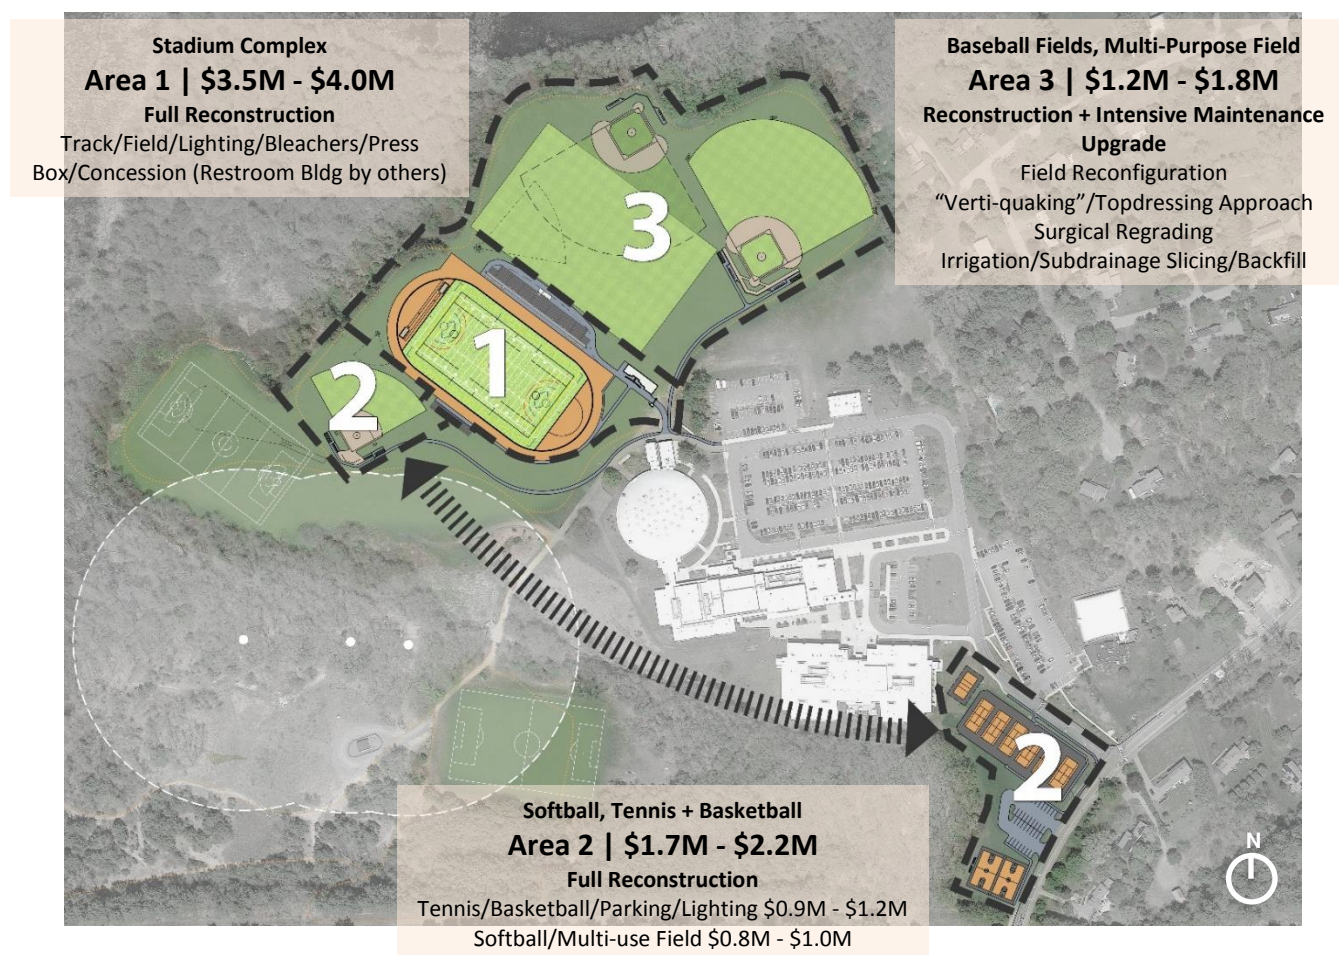 Stadium Complex
Area 1 | $3.5M - $4.0M
Full Reconstruction
Track/Field/Lighting/Bleachers/Press
Box/Concession (Restroom Bldg by others)
Baseball Fields, Multi-Purpose Field
Area 3 | $1.2M - $1.8M
Reconstruction + Intensive Maintenance
Upgrade
Field Reconfiguration
“Verti-quaking”/Topdressing Approach
Surgical Regrading
Irrigation/Subdrainage Slicing/Backfill
3
1
2
2
Softball, Tennis + Basketball
Area 2 | $1.7M - $2.2M
Full Reconstruction
Tennis/Basketball/Parking/Lighting $0.9M - $1.2M
Softball/Multi-use Field $0.8M - $1.0M
N